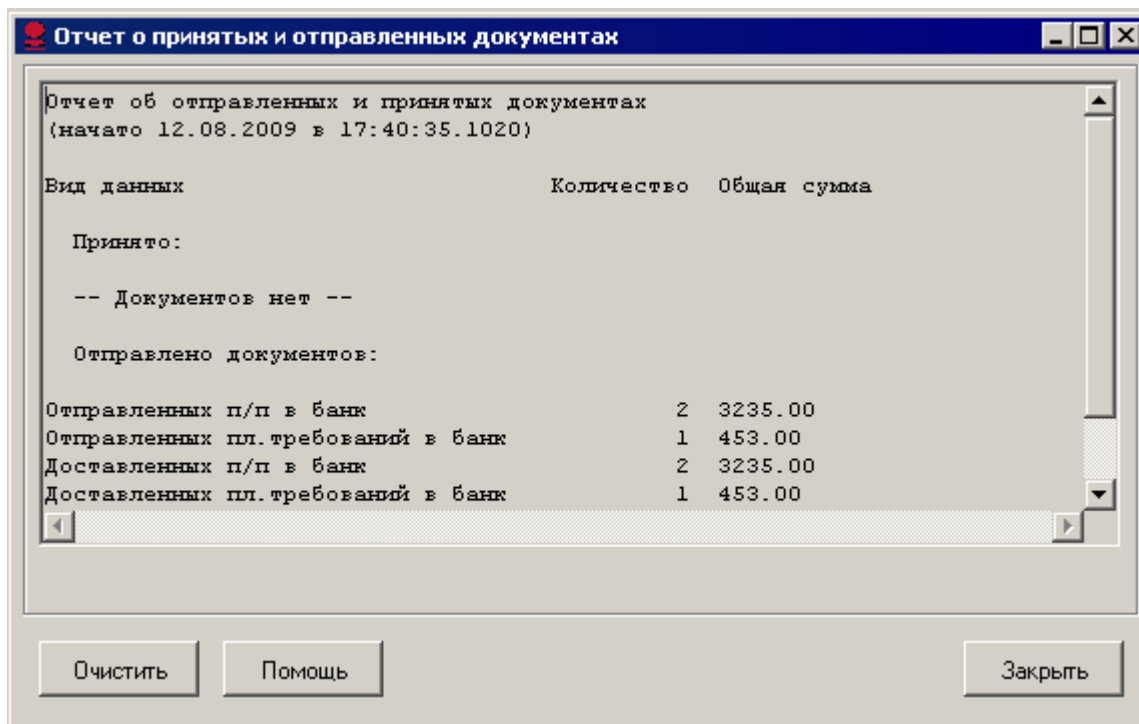 Отчет о принятых и отправленных документах
Отчет об отправленных и принятых документах
(начато 12.08.2009 в 17:40:35.1020)
Вид данных Количество Общая сумма
Принято:
-- Документов нет --
Отправлено документов:
Отправленных п/п в банк 2 3235.00
Отправленных пл.требований в банк 1 453.00
Доставленных п/п в банк 2 3235.00
Доставленных пл.требований в банк 1 453.00
Очистить Помощь Закрыть